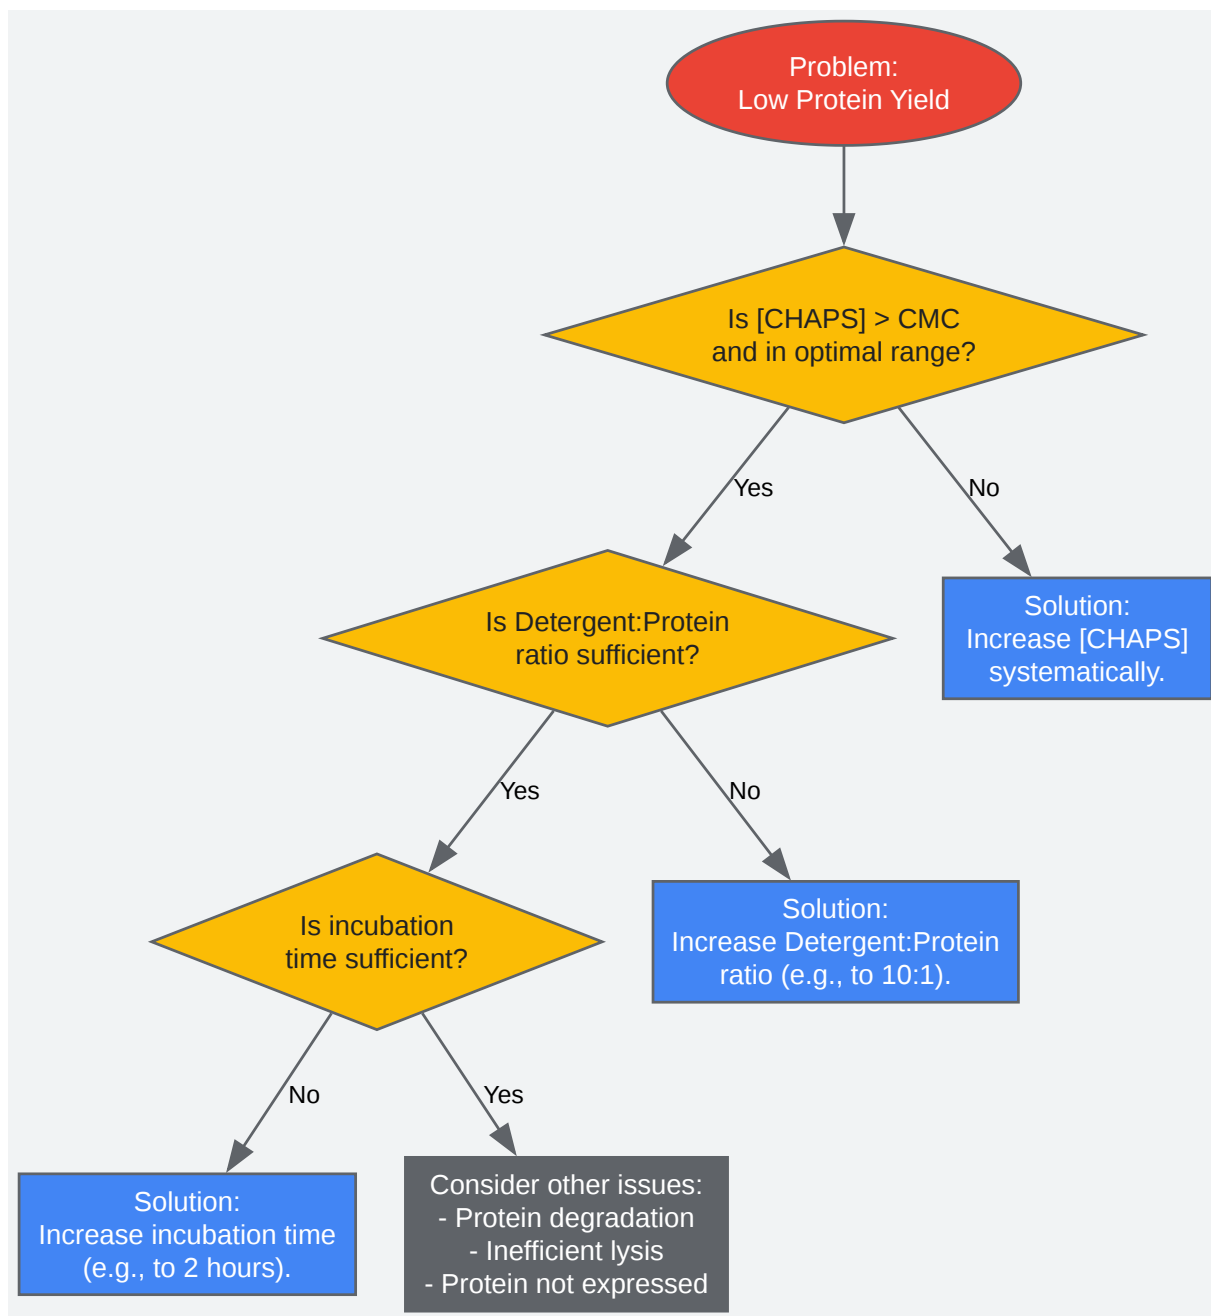 Problem:
Low Protein Yield
Is [CHAPS] > CMC
and in optimal range?
Yes
No
Solution:
Increase [CHAPS]
systematically.
Is Detergent:Protein
ratio sufficient?
Yes
No
Solution:
Increase Detergent:Protein
ratio (e.g., to 10:1).
Is incubation
time sufficient?
No
Yes
Solution:
Increase incubation time
(e.g., to 2 hours).
Consider other issues:
- Protein degradation
- Inefficient lysis
- Protein not expressed